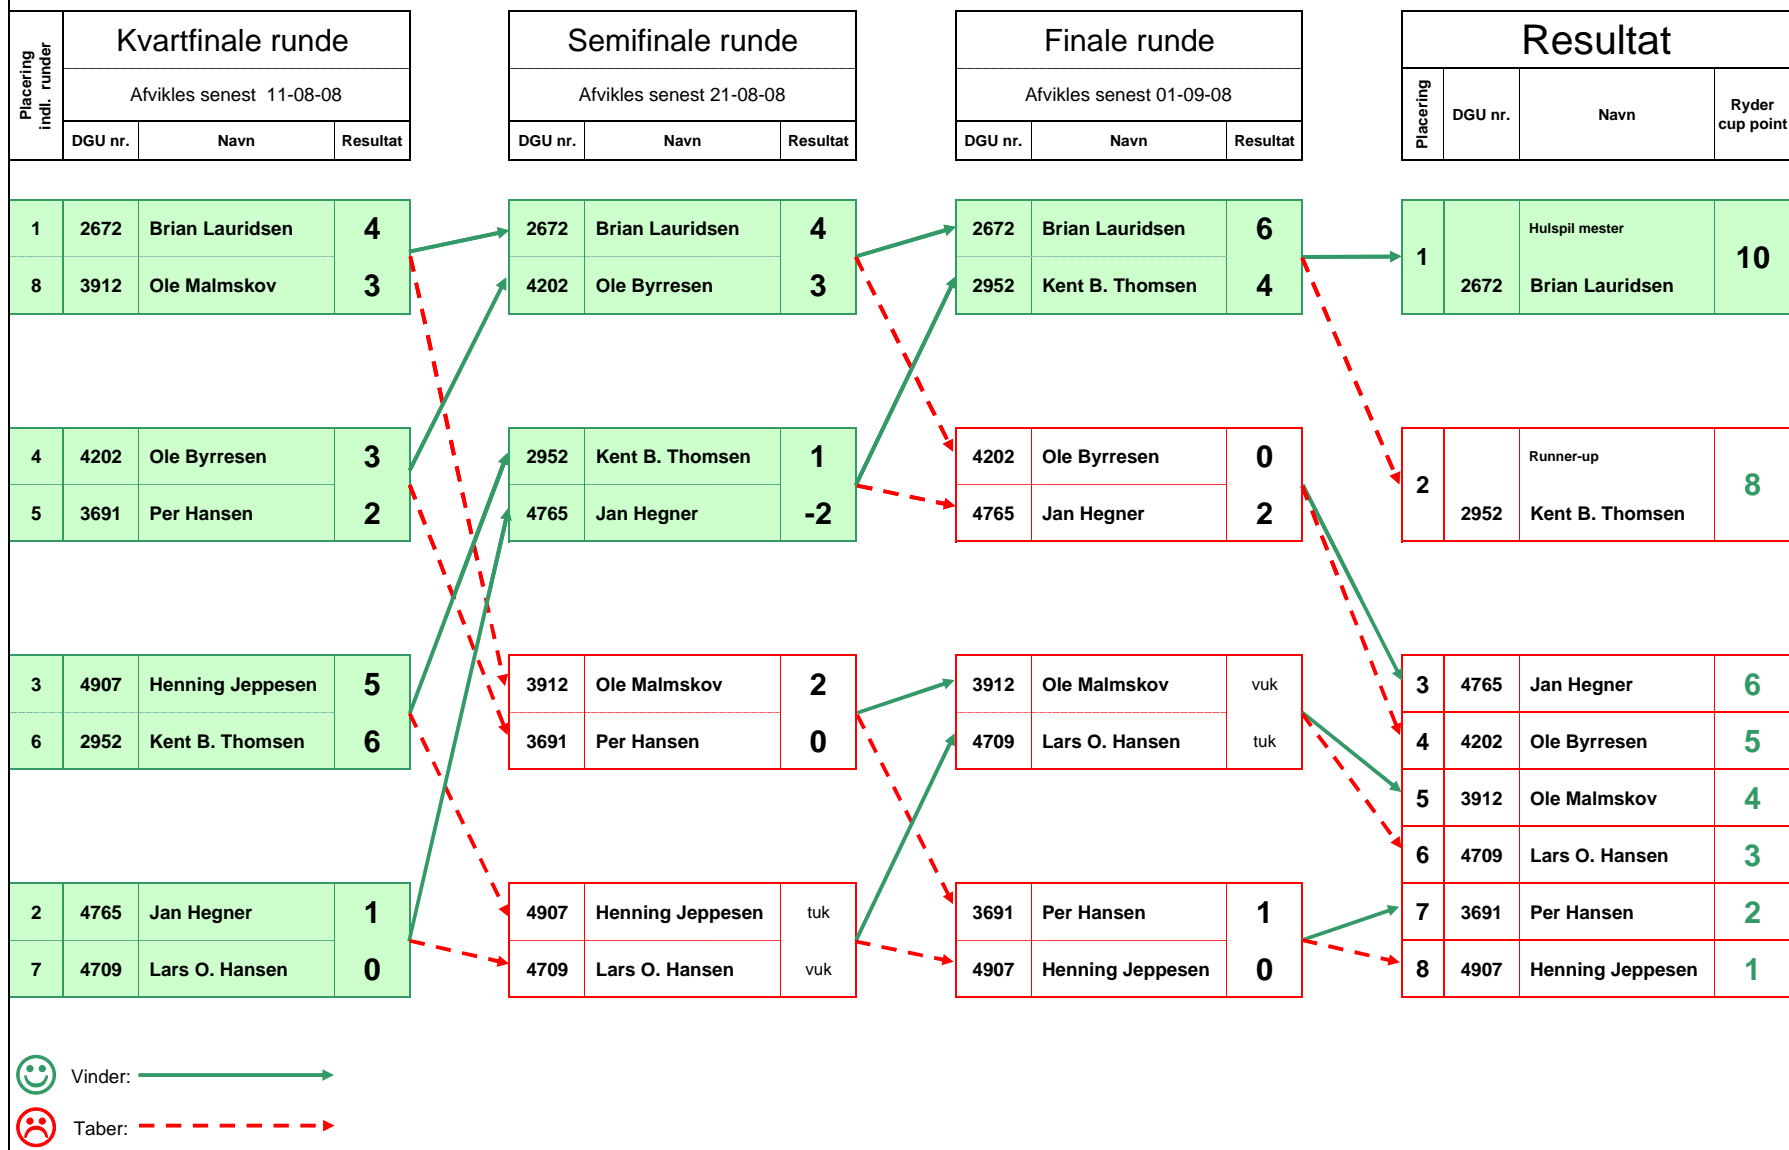 Placering indl. runder
Kvartfinale runde
Afvikles senest 11-08-08
DGU nr. Navn Resultat
Semifinale runde
Afvikles senest 21-08-08
DGU nr. Navn Resultat
Finale runde
Afvikles senest 01-09-08
DGU nr. Navn Resultat
Resultat
Placering DGU nr. Navn Ryder cup point
1 2672 Brian Lauridsen 4
8 3912 Ole Malmskov 3
4 4202 Ole Byrresen 3
5 3691 Per Hansen 2
3 4907 Henning Jeppesen 5
6 2952 Kent B. Thomsen 6
2 4765 Jan Hegner 1
7 4709 Lars O. Hansen 0
2672 Brian Lauridsen 4
4202 Ole Byrresen 3
2952 Kent B. Thomsen 1
4765 Jan Hegner -2
3912 Ole Malmskov 2
3691 Per Hansen 0
4907 Henning Jeppesen tuk
4709 Lars O. Hansen vuk
2672 Brian Lauridsen 6
2952 Kent B. Thomsen 4
4202 Ole Byrresen 0
4765 Jan Hegner 2
3912 Ole Malmskov vuk
4709 Lars O. Hansen tuk
3691 Per Hansen 1
4907 Henning Jeppesen 0
Hulspil mester
1 2672 Brian Lauridsen 10
Runner-up
2 2952 Kent B. Thomsen 8
3 4765 Jan Hegner 6
4 4202 Ole Byrresen 5
5 3912 Ole Malmskov 4
6 4709 Lars O. Hansen 3
7 3691 Per Hansen 2
8 4907 Henning Jeppesen 1
Vinder:
Taber: